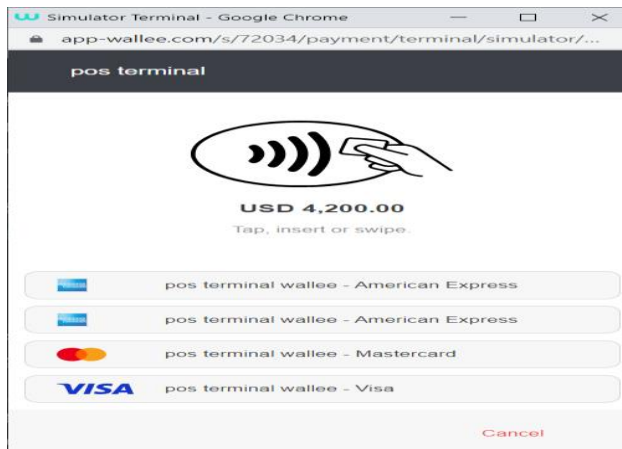 Simulator Terminal - Google Chrome
app-wallee.com/s/72034/payment/terminal/simulator/...
pos terminal
USD 4,200.00
Tap, insert or swipe.
pos terminal wallee - American Express
pos terminal wallee - American Express
pos terminal wallee - Mastercard
VISA pos terminal wallee - Visa
Cancel